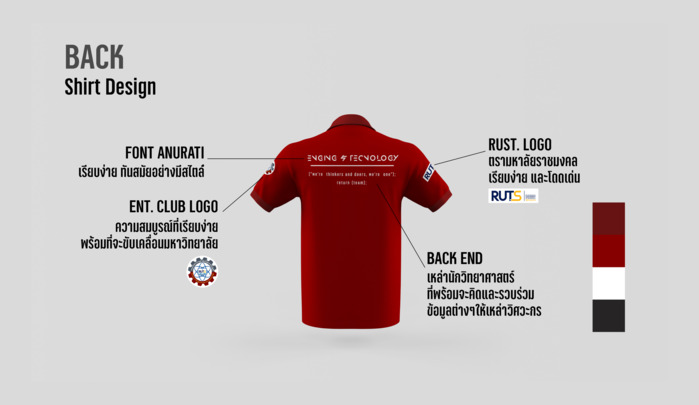 BACK
Shirt Design
FONT ANURATI
เรียบง่าย ทันสมัยอย่างมีสไตล์
ENT. CLUB LOGO
ความสมบูรณ์ที่เรียบง่าย
พร้อมที่จะขับเคลื่อนมหาวิทยาลัย
ENGING & TECNOLOGY
{"we're thinkers and doers, we're one"};
return (team);
RUT
RUST. LOGO
ตรามหาลัยราชมงคล
เรียบง่าย และโดดเด่น
RUTS
BACK END
เหล่านักวิทยาศาสตร์
ที่พร้อมจะคิดและรวบร่วม
ข้อมูลต่างๆให้เหล่าวิศวะกร